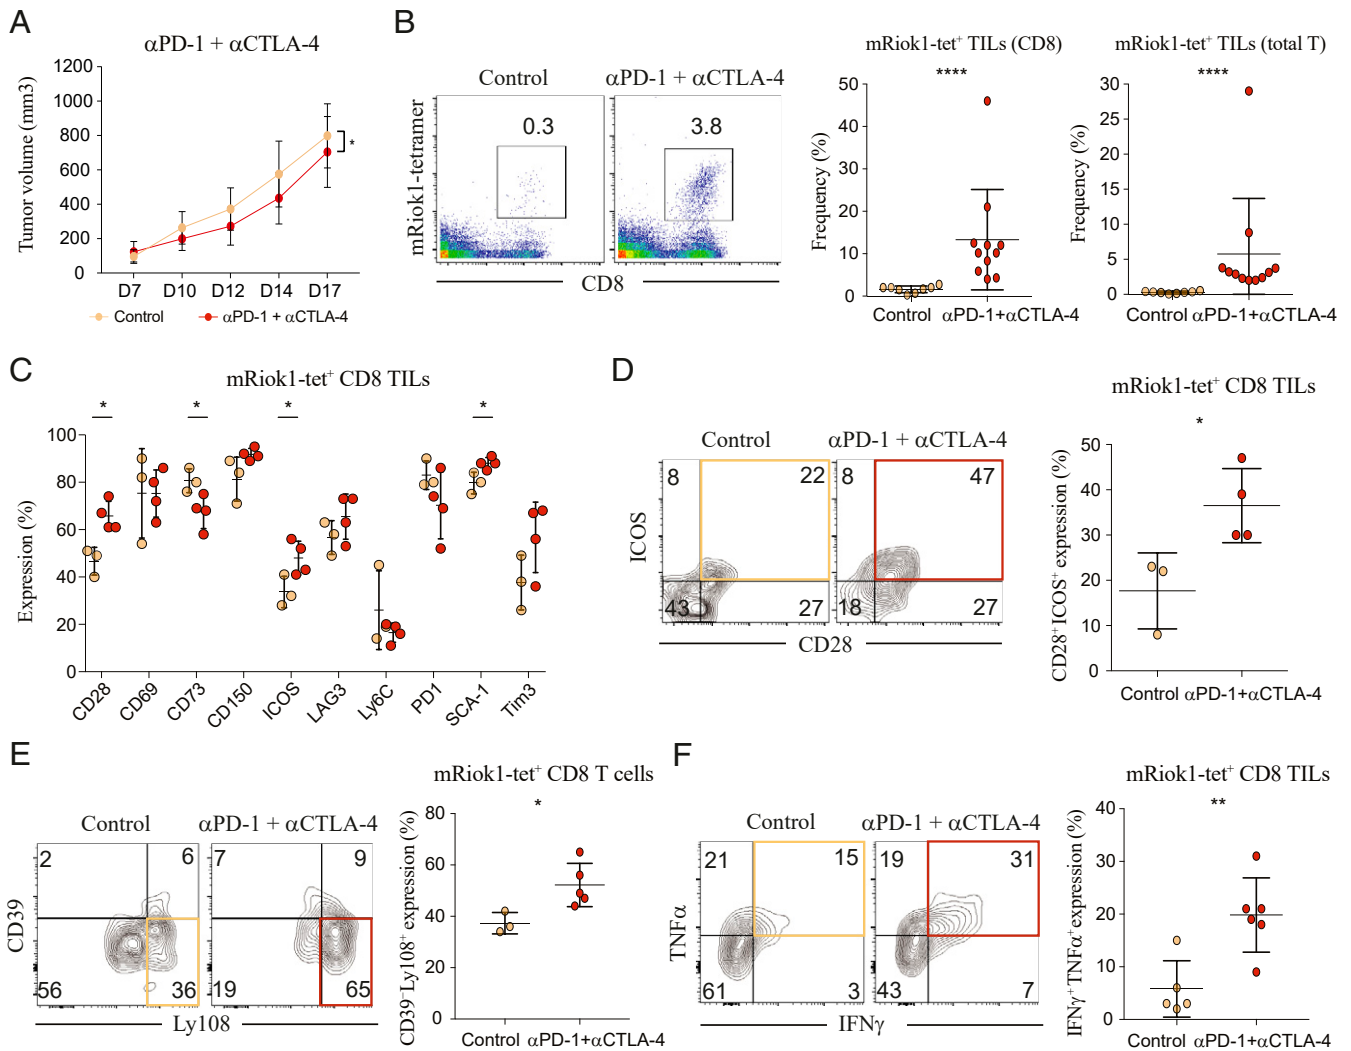 A
αPD-1 + αCTLA-4
Tumor volume (mm3)
1200
1000
800
600
400
200
0
*
D7 D10 D12 D14 D17
Control αPD-1 + αCTLA-4
B
Control αPD-1 + αCTLA-4
0.3 3.8
mRiok1-tetramer
CD8
mRiok1-tet⁺ TILs (CD8)
****
Frequency (%)
50
40
30
20
10
0
Control αPD-1+αCTLA-4
mRiok1-tet⁺ TILs (total T)
****
Frequency (%)
30
25
20
15
10
5
0
Control αPD-1+αCTLA-4
C
mRiok1-tet⁺ CD8 TILs
* * * *
Expression (%)
100
80
60
40
20
0
CD28 CD69 CD73 CD150 ICOS LAG3 Ly6C PD1 SCA-1 Tim3
D
Control αPD-1 + αCTLA-4
8 22 8 47
43 27 18 27
ICOS
CD28
mRiok1-tet⁺ CD8 TILs
*
CD28⁺ICOS⁺ expression (%)
50
40
30
20
10
0
Control αPD-1+αCTLA-4
E
Control αPD-1 + αCTLA-4
2 6 7 9
56 36 19 65
CD39
Ly108
mRiok1-tet⁺ CD8 T cells
*
CD39⁻Ly108⁺ expression (%)
80
60
40
20
0
Control αPD-1+αCTLA-4
F
Control αPD-1 + αCTLA-4
21 15 19 31
61 3 43 7
TNFα
IFNγ
mRiok1-tet⁺ CD8 TILs
**
IFNγ⁺TNFα⁺expression (%)
40
30
20
10
0
Control αPD-1+αCTLA-4